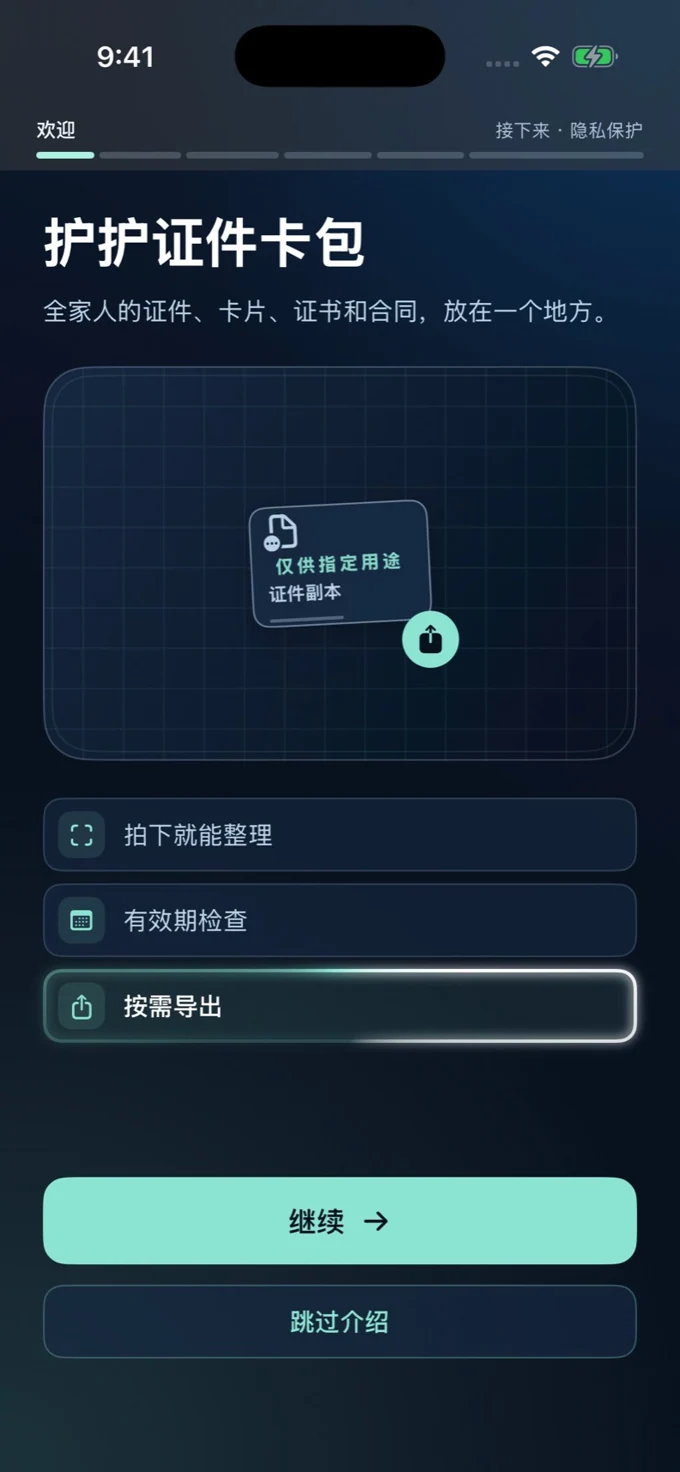 9:41
欢迎
接下来 · 隐私保护
护护证件卡包
全家人的证件、卡片、证书和合同，放在一个地方。
仅供指定用途
证件副本
拍下就能整理
有效期检查
按需导出
继续 →
跳过介绍